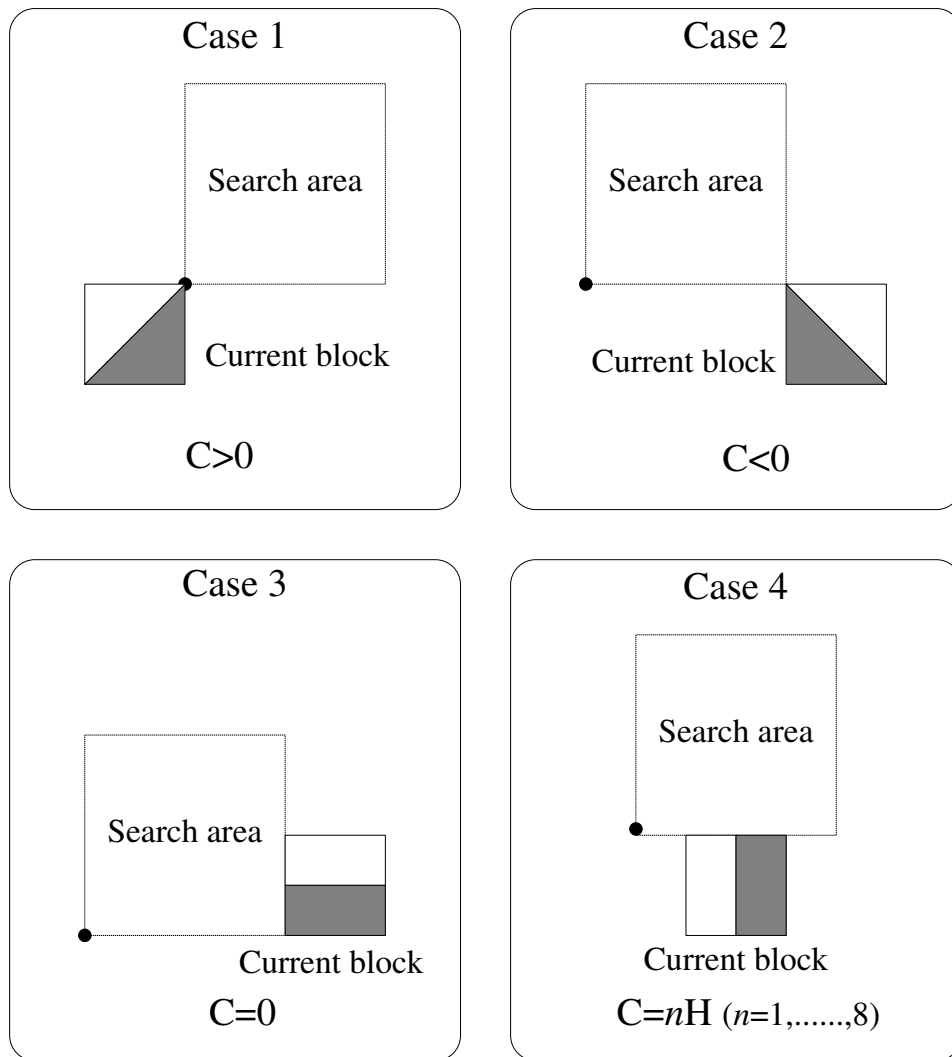 Case 1
Search area
Current block
C>0
Case 2
Search area
Current block
C<0
Case 3
Search area
Current block
C=0
Case 4
Search area
Current block
C=nH (n=1,......,8)